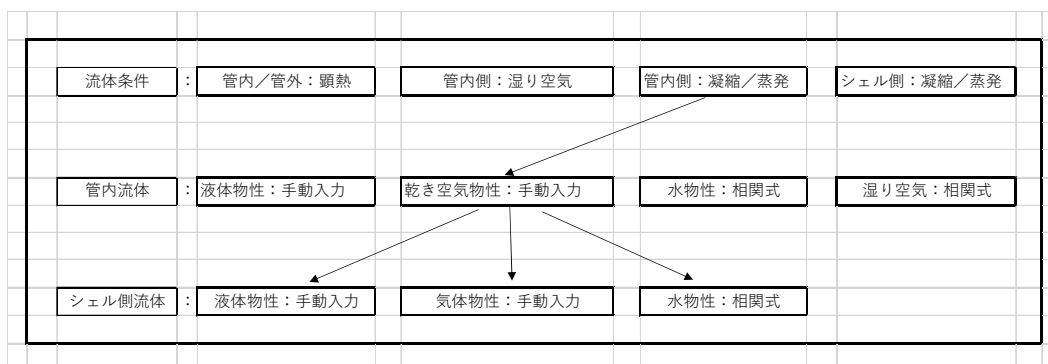 流体条件 : 管内／管外：顕熱 管内側：湿り空気 管内側：凝縮／蒸発 シェル側：凝縮／蒸発
管内流体 : 液体物性：手動入力 乾き空気物性：手動入力 水物性：相関式 湿り空気：相関式
シェル側流体 : 液体物性：手動入力 気体物性：手動入力 水物性：相関式